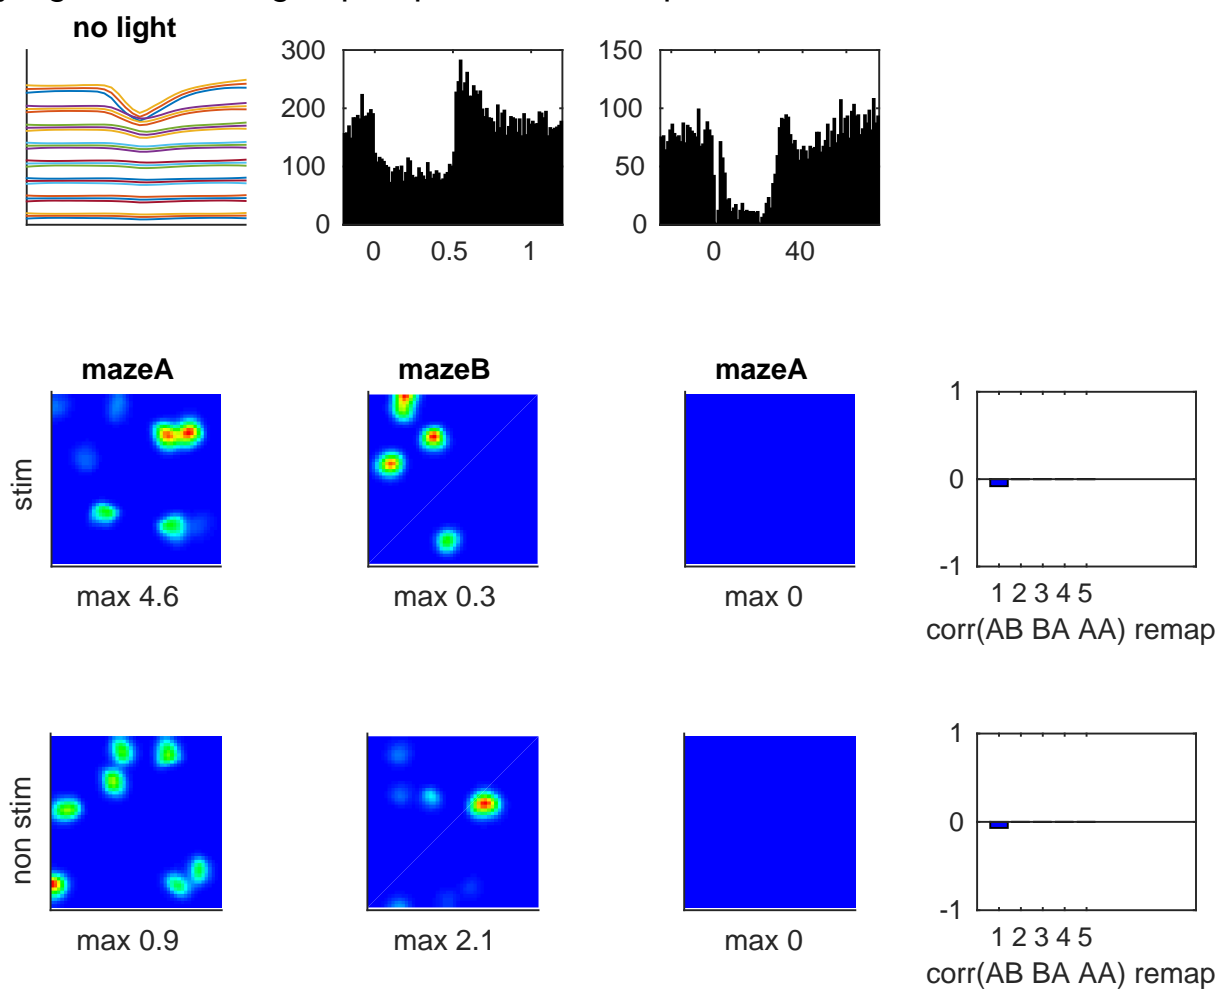 no light
300
200
100
0
0 0.5 1
150
100
50
0
0 40
mazeA mazeB mazeA
stim
max 4.6 max 0.3 max 0
1
0
-1
1 2 3 4 5
corr(AB BA AA) remap
non stim
max 0.9 max 2.1 max 0
1
0
-1
1 2 3 4 5
corr(AB BA AA) remap